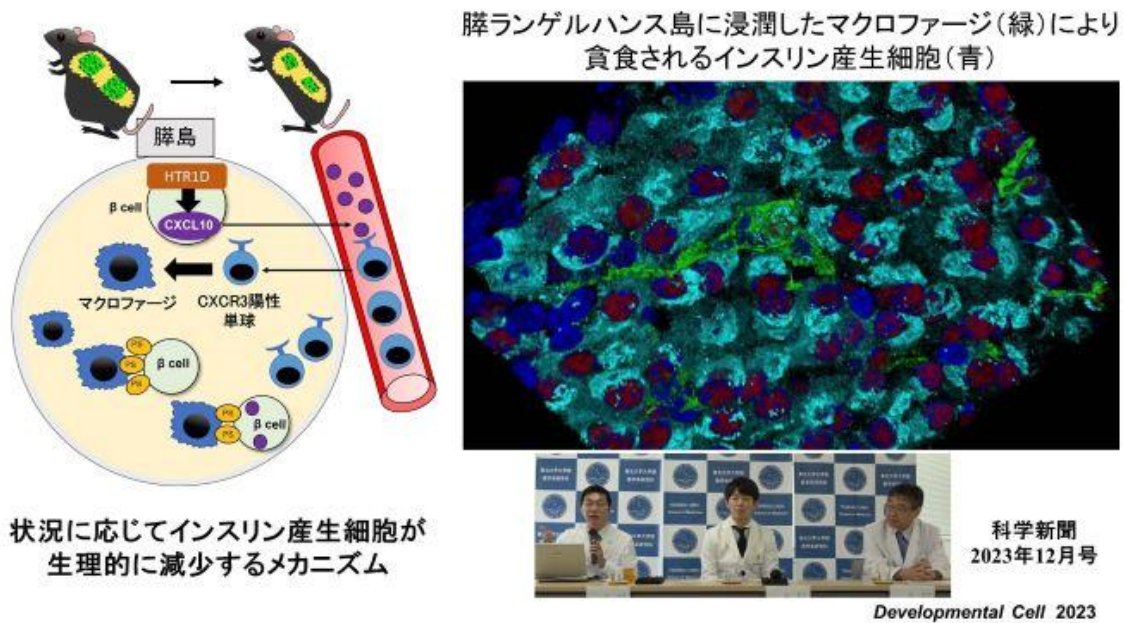 膵ランゲルハンス島に浸潤したマクロファージ(緑)により
貪食されるインスリン産生細胞(青)
膵島
HTR1D
β cell
CXCL10
マクロファージ
CXCR3陽性
単球
PS
PS
PS
β cell
PS
PS
β cell
状況に応じてインスリン産生細胞が
生理的に減少するメカニズム
科学新聞
2023年12月号
Developmental Cell 2023